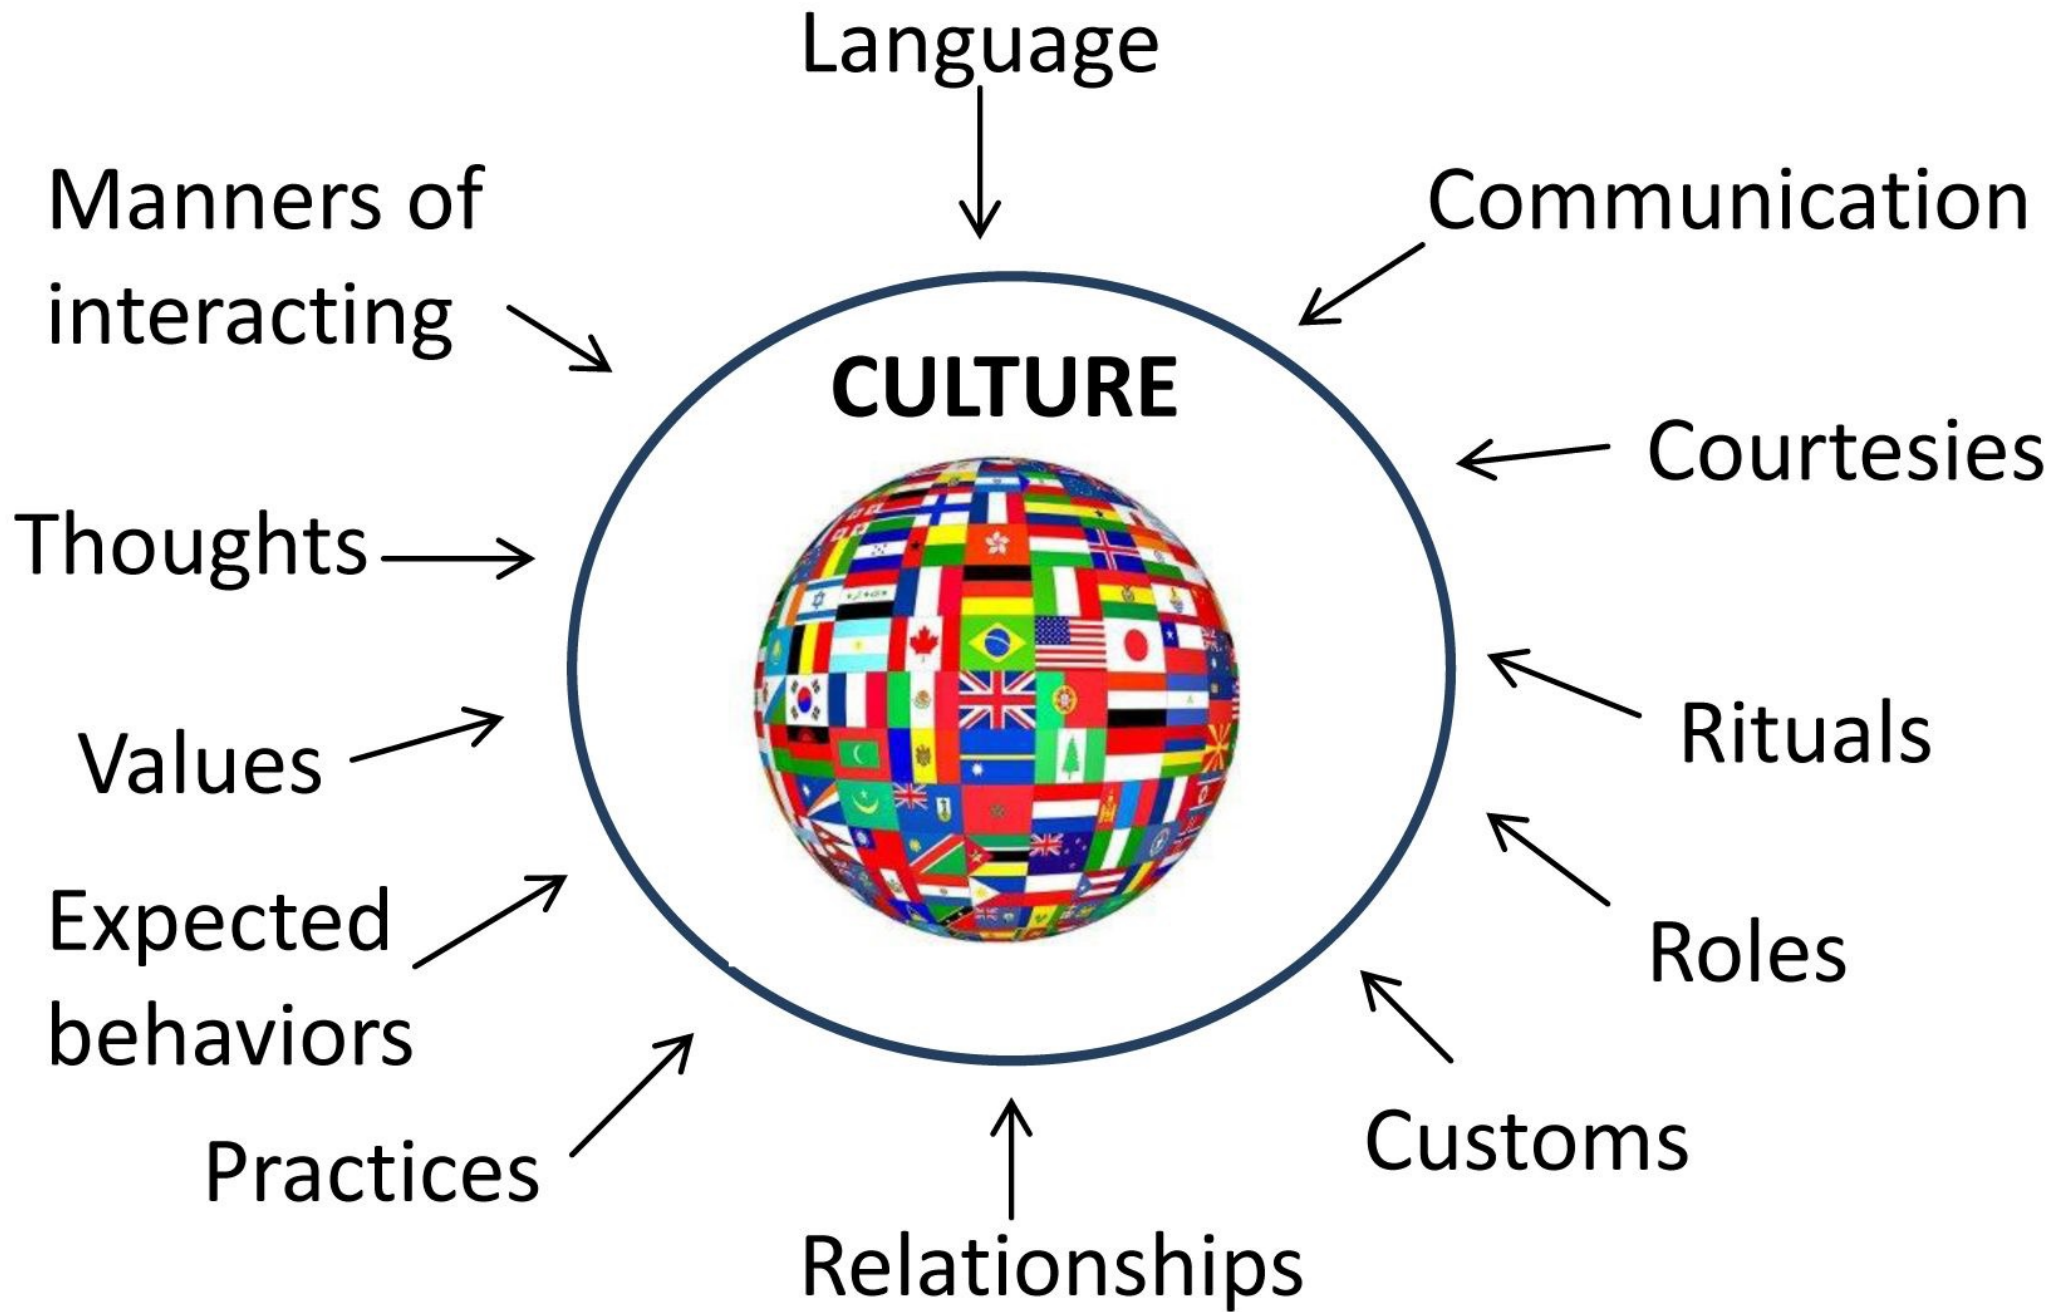 Language
Communication
Courtesies
Rituals
Roles
Customs
Relationships
Practices
Expected
behaviors
Values
Thoughts
Manners of
interacting
CULTURE